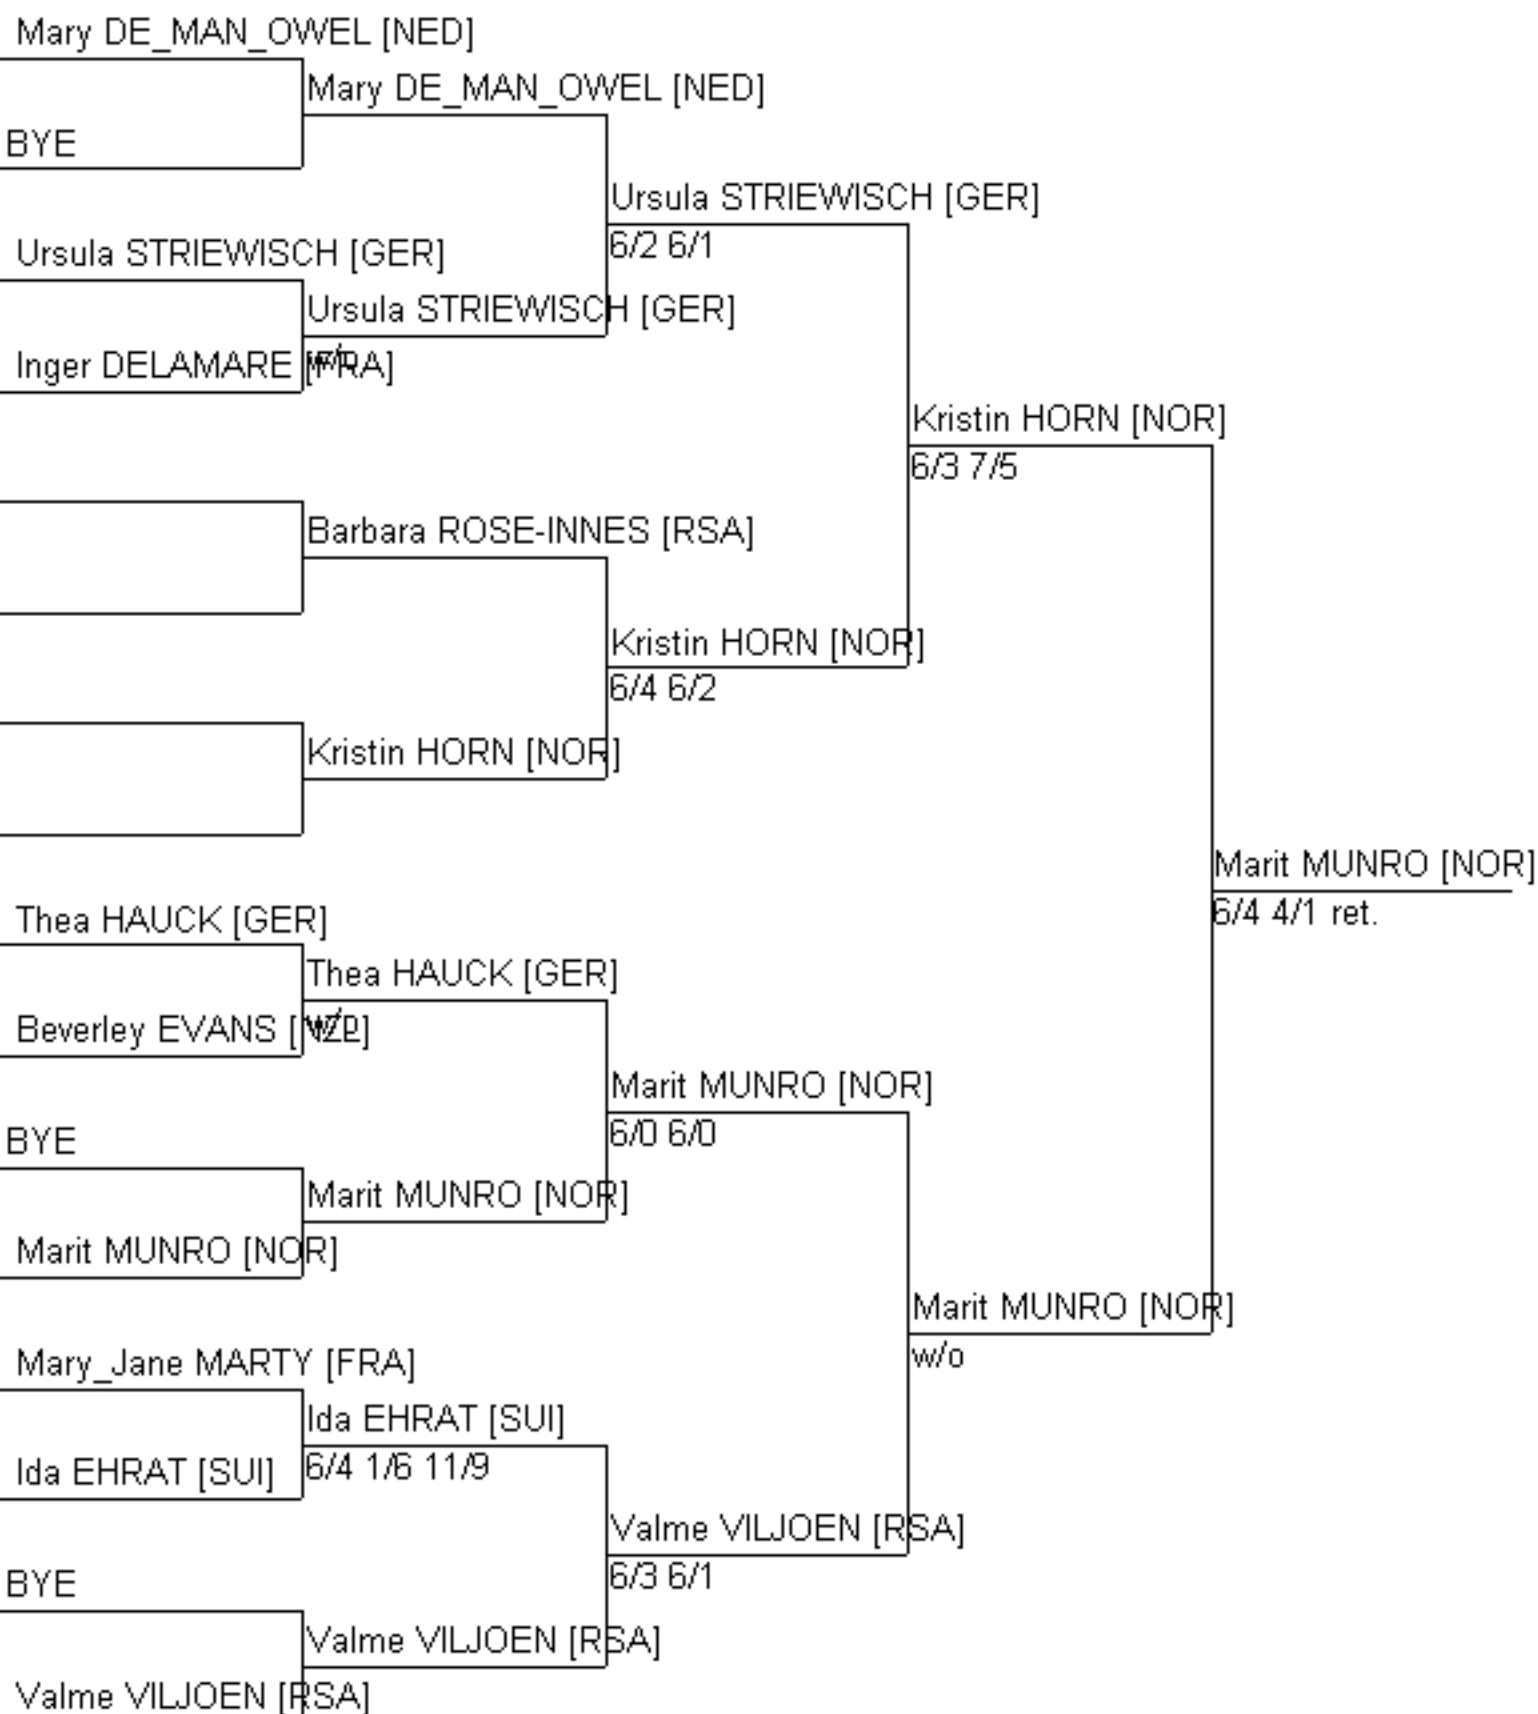 Mary DE_MAN_OWEL [NED]
Mary DE_MAN_OWEL [NED]
BYE
Ursula STRIEWISCH [GER]
6/2 6/1
Ursula STRIEWISCH [GER]
Ursula STRIEWISCH [GER]
Inger DELAMARE [FRA]
Kristin HORN [NOR]
6/3 7/5
Barbara ROSE-INNES [RSA]
Kristin HORN [NOR]
6/4 6/2
Kristin HORN [NOR]
Marit MUNRO [NOR]
6/4 4/1 ret.
Thea HAUCK [GER]
Thea HAUCK [GER]
Beverley EVANS
Marit MUNRO [NOR]
6/0 6/0
BYE
Marit MUNRO [NOR]
Marit MUNRO [NOR]
Marit MUNRO [NOR]
w/o
Mary_Jane MARTY [FRA]
Ida EHRAT [SUI]
6/4 1/6 11/9
Ida EHRAT [SUI]
Valme VILJOEN [RSA]
6/3 6/1
BYE
Valme VILJOEN [RSA]
Valme VILJOEN [RSA]